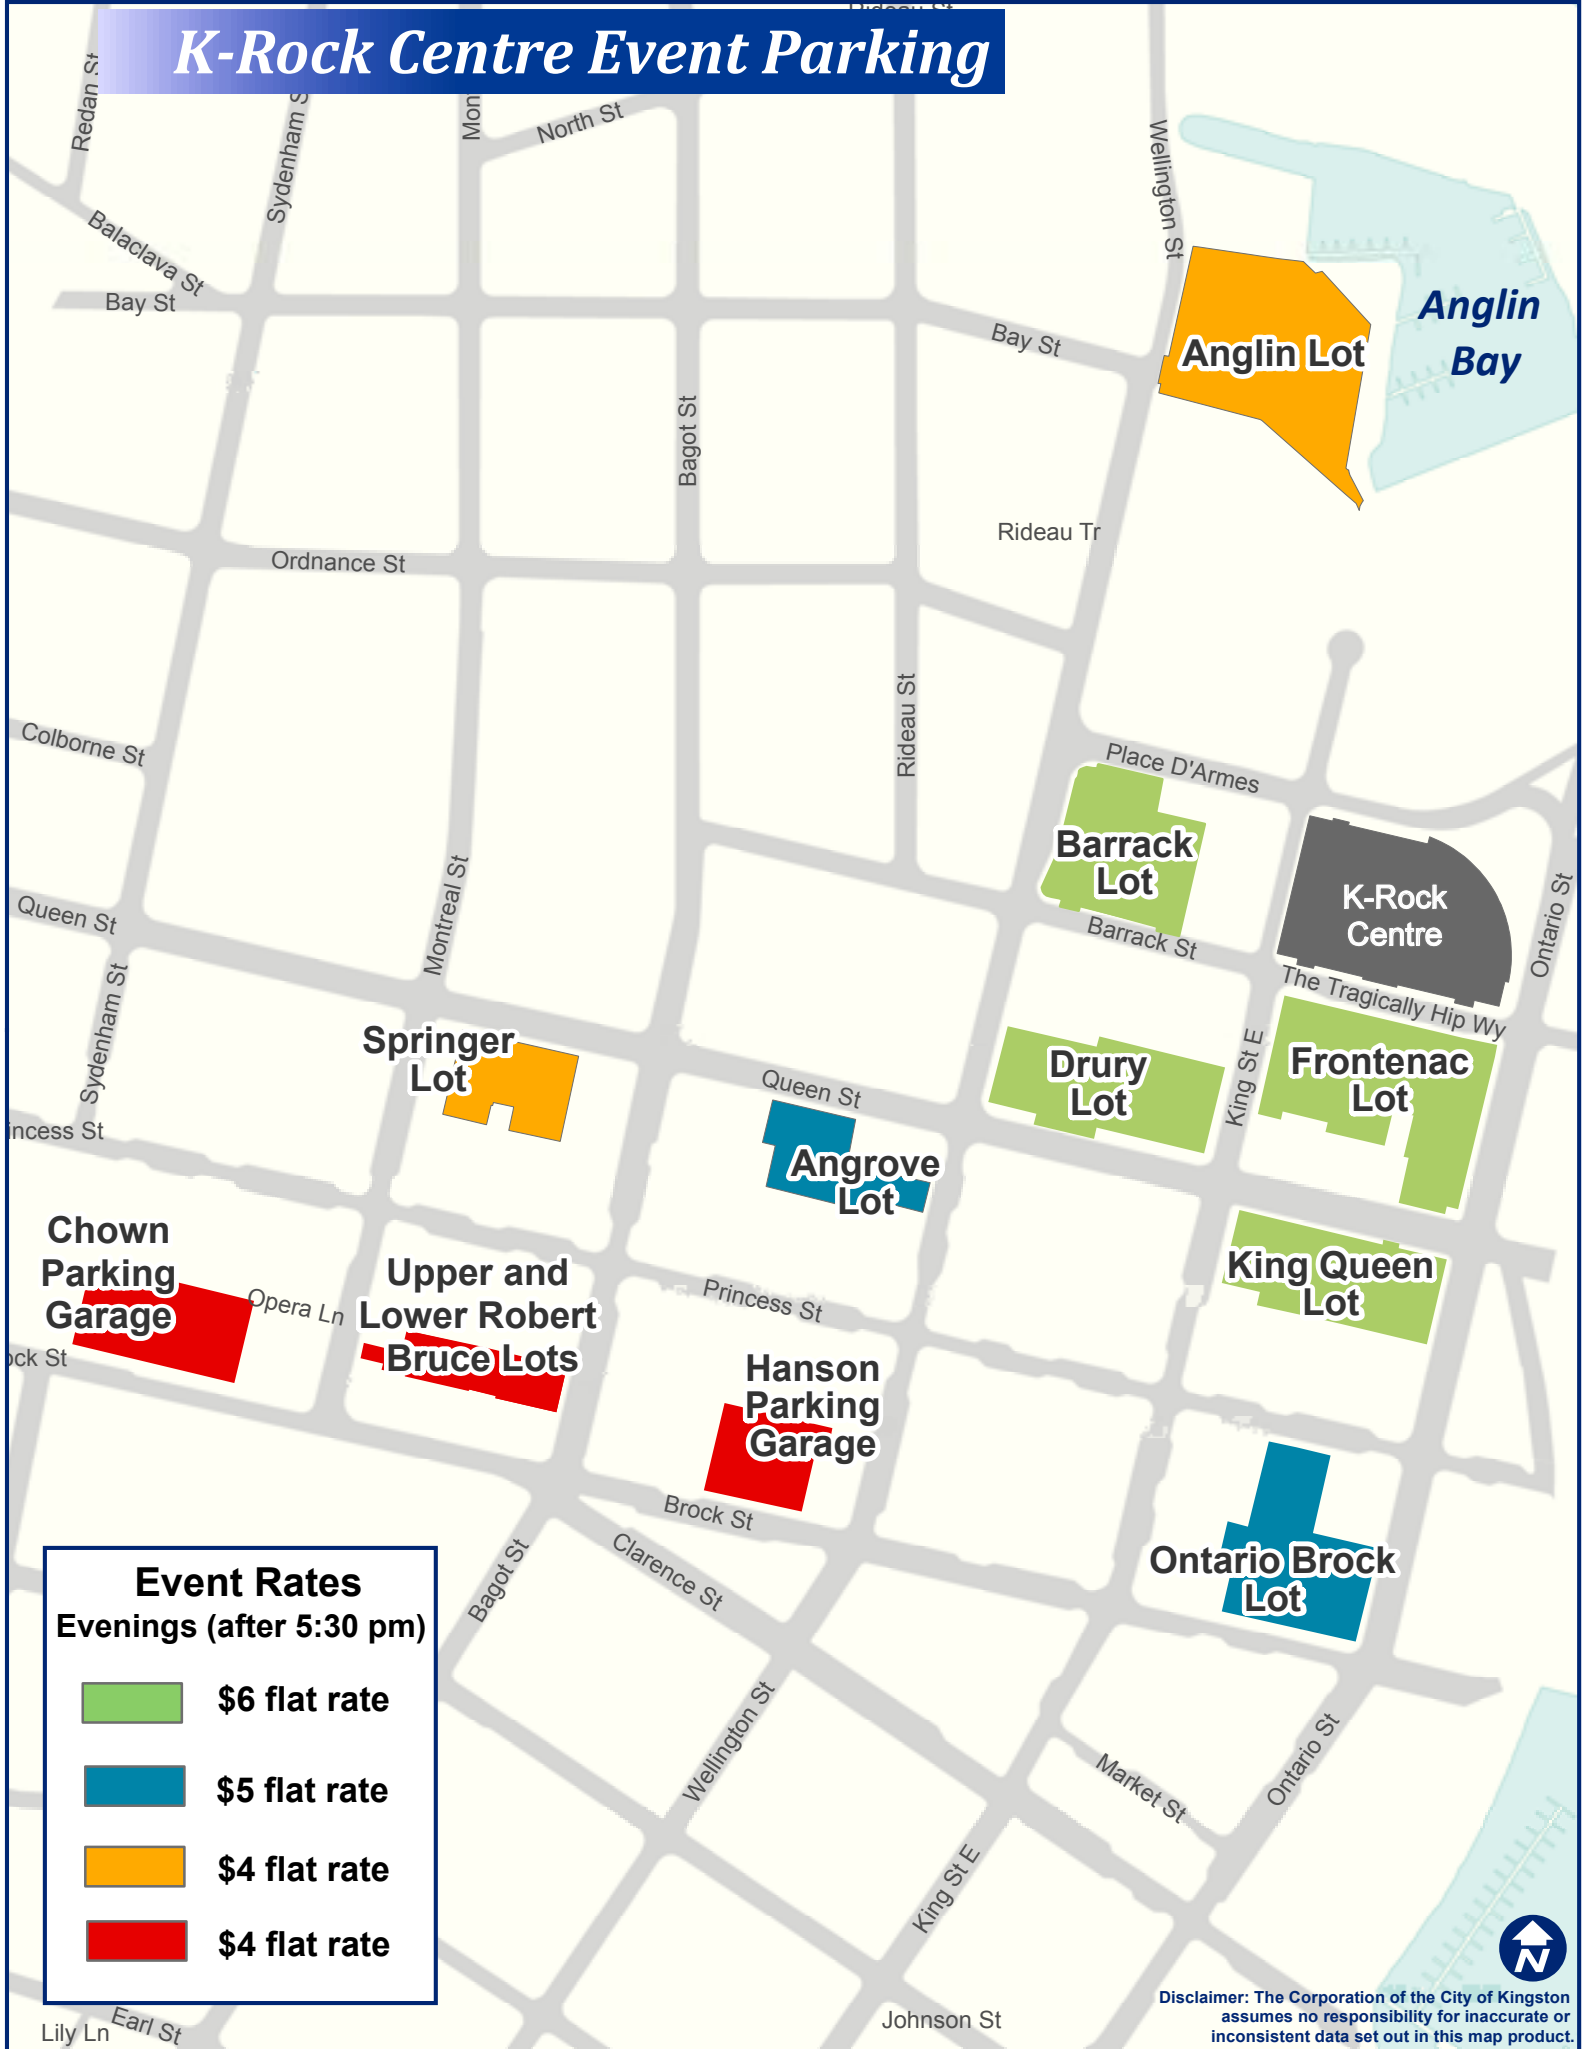 K-Rock Centre Event Parking
Redan St
Sydenham S
Mon
North St
Wellington St
Balaclava St
Bay St
Bay St
Anglin Lot
Anglin
Bay
Bagot St
Rideau Tr
Ordnance St
Rideau St
Colborne St
Place D'Armes
Barrack
Lot
K-Rock
Centre
Ontario St
Queen St
Montreal St
Barrack St
The Tragically Hip Wy
Sydenham St
Springer
Lot
Queen St
Drury
Lot
King St E
Frontenac
Lot
incess St
Angrove
Lot
Chown
Parking
Garage
Opera Ln
Upper and
Lower Robert
Bruce Lots
Princess St
King Queen
Lot
ock St
Hanson
Parking
Garage
Brock St
Clarence St
Bagot St
Ontario Brock
Lot
Event Rates
Evenings (after 5:30 pm)
$6 flat rate
$5 flat rate
$4 flat rate
$4 flat rate
Wellington St
Market St
Ontario St
King St E
N
Lily Ln
Earl St
Johnson St
Disclaimer: The Corporation of the City of Kingston
assumes no responsibility for inaccurate or
inconsistent data set out in this map product.